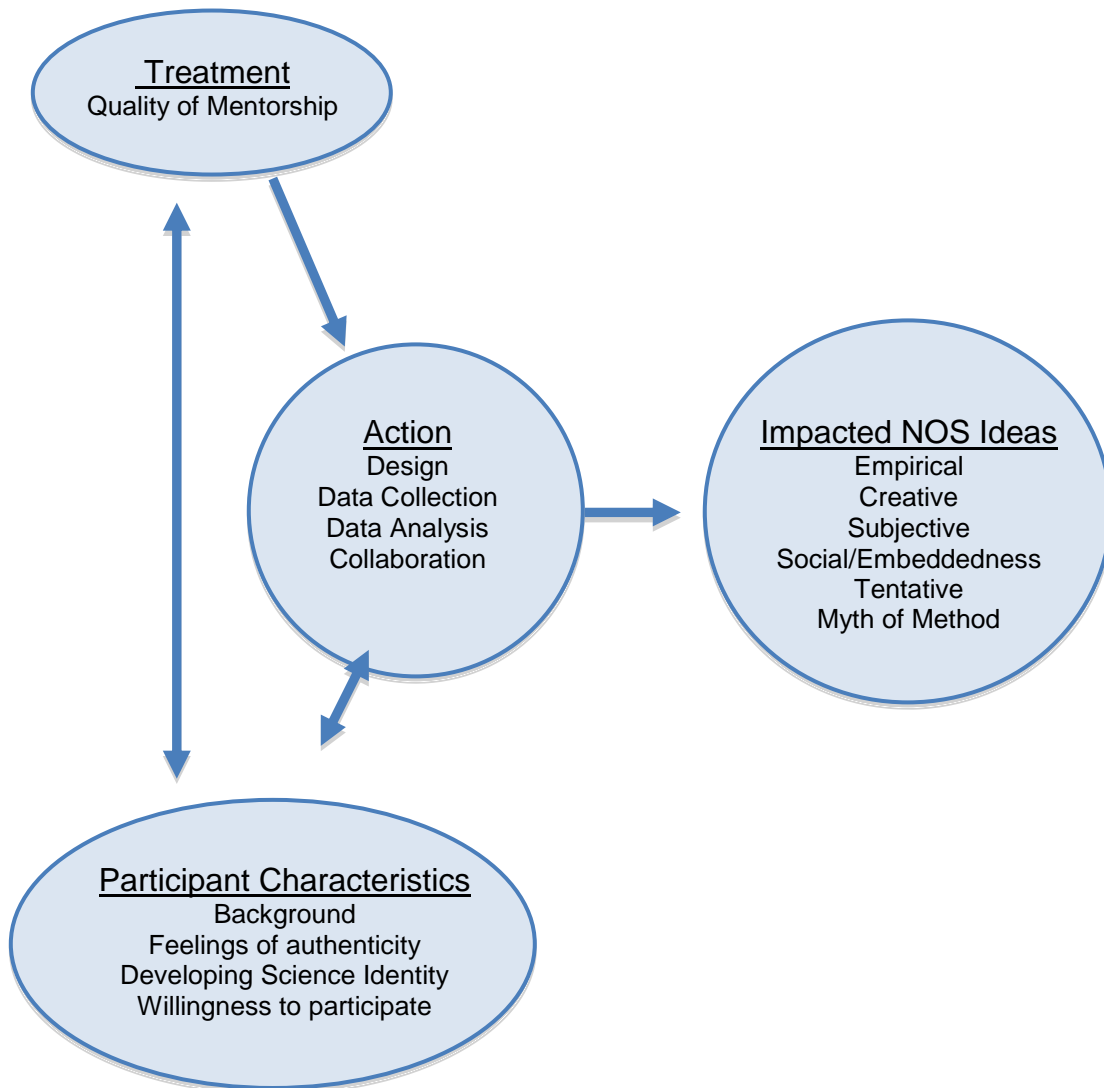 Treatment
Quality of Mentorship
Action
Design
Data Collection
Data Analysis
Collaboration
Impacted NOS Ideas
Empirical
Creative
Subjective
Social/Embeddedness
Tentative
Myth of Method
Participant Characteristics
Background
Feelings of authenticity
Developing Science Identity
Willingness to participate